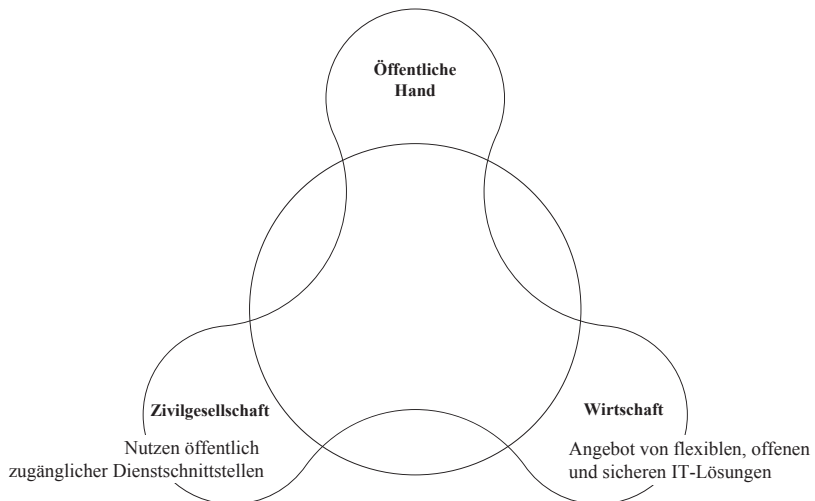 Öffentliche
Hand
Zivilgesellschaft
Nutzen öffentlich
zugänglicher Dienstschnittstellen
Wirtschaft
Angebot von flexiblen, offenen
und sicheren IT-Lösungen